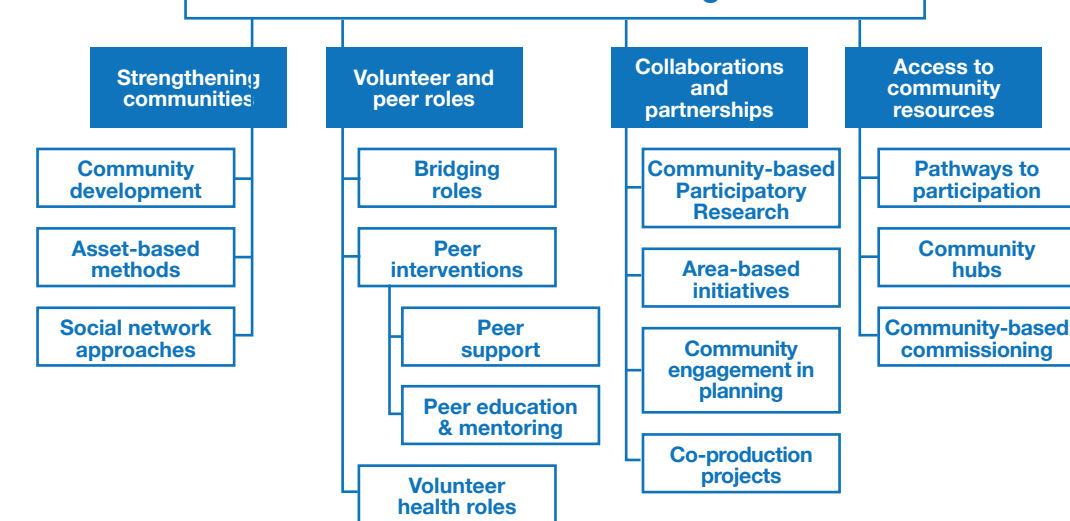 Strengthening
communities
Community
development
Asset-based
methods
Social network
approaches
Volunteer and
peer roles
Bridging
roles
Peer
interventions
Peer
support
Peer education
& mentoring
Volunteer
health roles
Collaborations
and
partnerships
Community-based
Participatory
Research
Area-based
initiatives
Community
engagement in
planning
Co-production
projects
Access to
community
resources
Pathways to
participation
Community
hubs
Community-based
commissioning